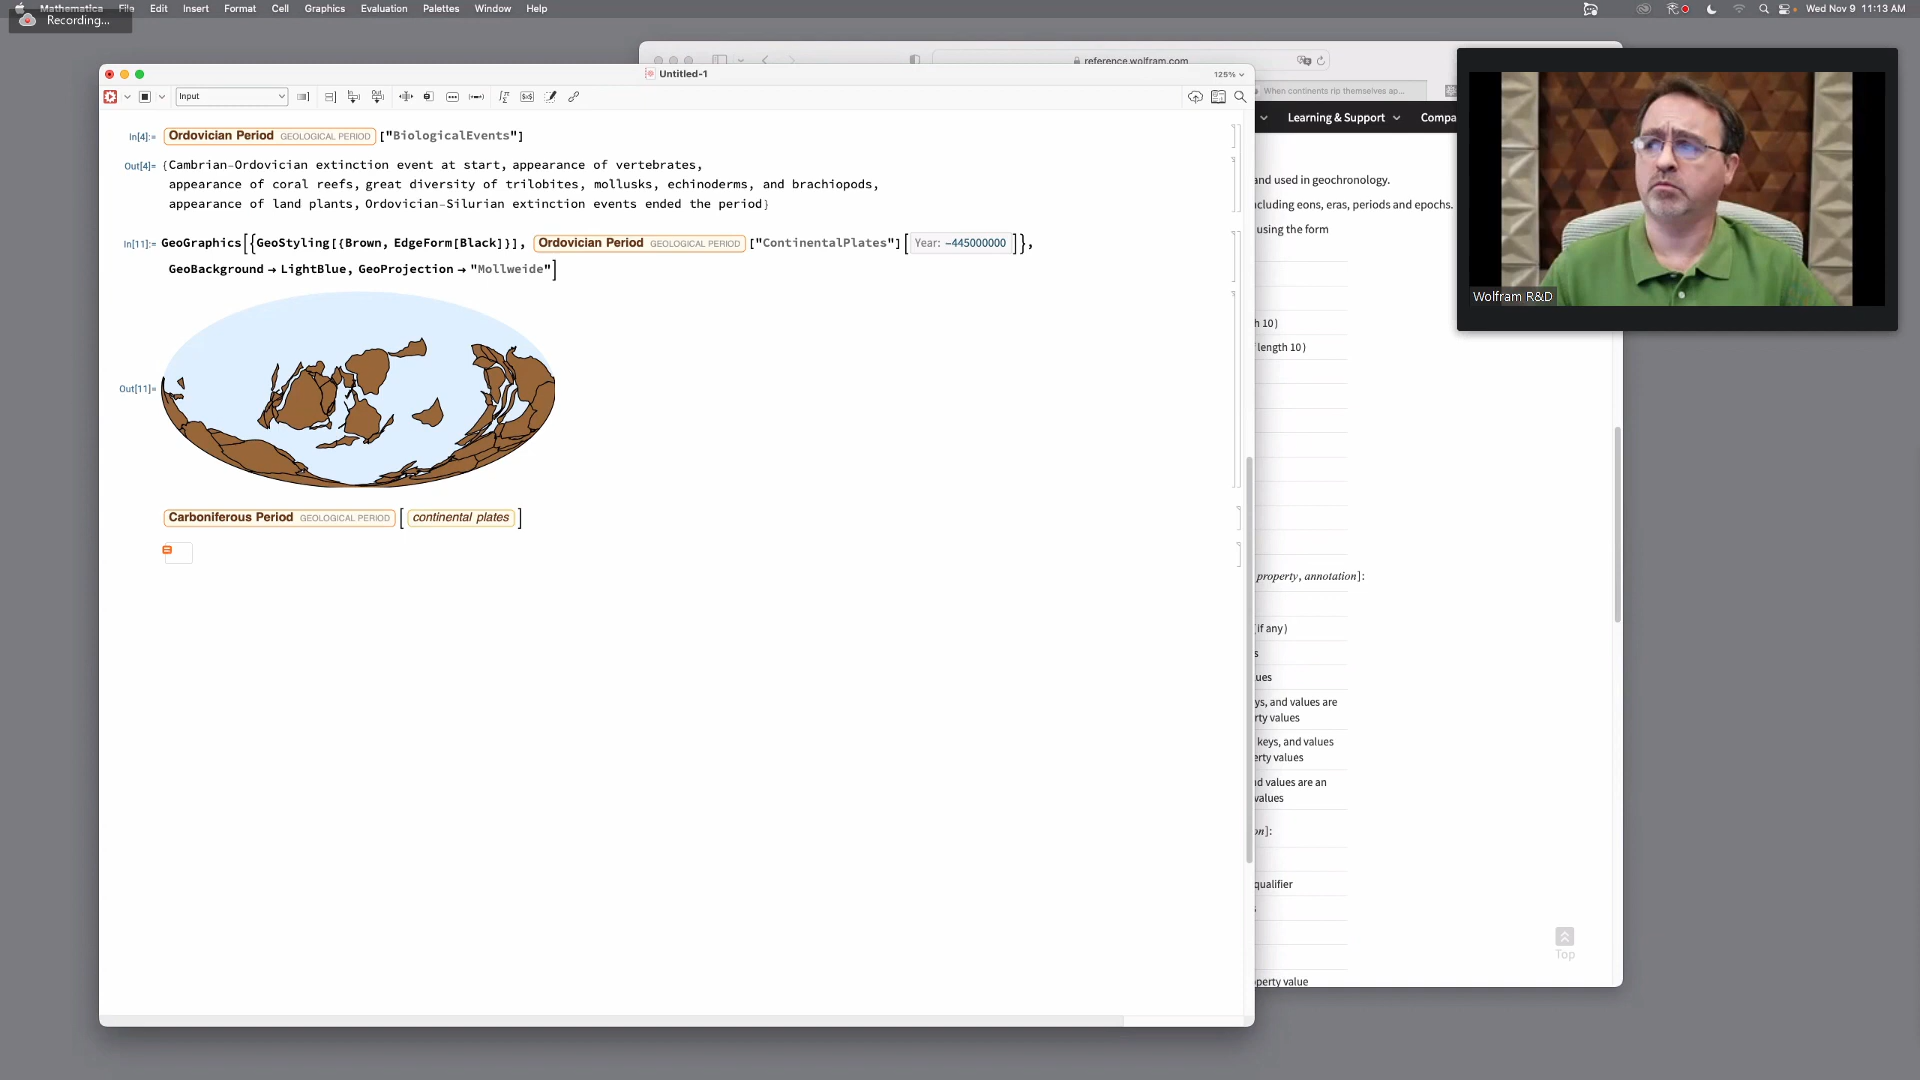 Mathematica File Edit Insert Format Cell Graphics Evaluation Palettes Window Help Wed Nov 9 11:13 AM
Recording...
reference.wolfram.com
Untitled-1 125%
Input
When continents rip themselves ap...
Learning & Support Compa
In[4]:= Ordovician Period GEOLOGICAL PERIOD ["BiologicalEvents"]
Out[4]= {Cambrian-Ordovician extinction event at start, appearance of vertebrates,
appearance of coral reefs, great diversity of trilobites, mollusks, echinoderms, and brachiopods,
appearance of land plants, Ordovician-Silurian extinction events ended the period}
In[11]:= GeoGraphics[{GeoStyling[{Brown, EdgeForm[Black]}], Ordovician Period GEOLOGICAL PERIOD ["ContinentalPlates"][Year: -445000000]},
GeoBackground → LightBlue, GeoProjection → "Mollweide"]
Out[11]=
Carboniferous Period GEOLOGICAL PERIOD [continental plates]
and used in geochronology.
cluding eons, eras, periods and epochs.
using the form
h 10)
length 10)
property, annotation]:
(if any)
s
ues
ys, and values are
rty values
keys, and values
erty values
nd values are an
values
on]:
qualifier
s
perty value
Top
Wolfram R&D